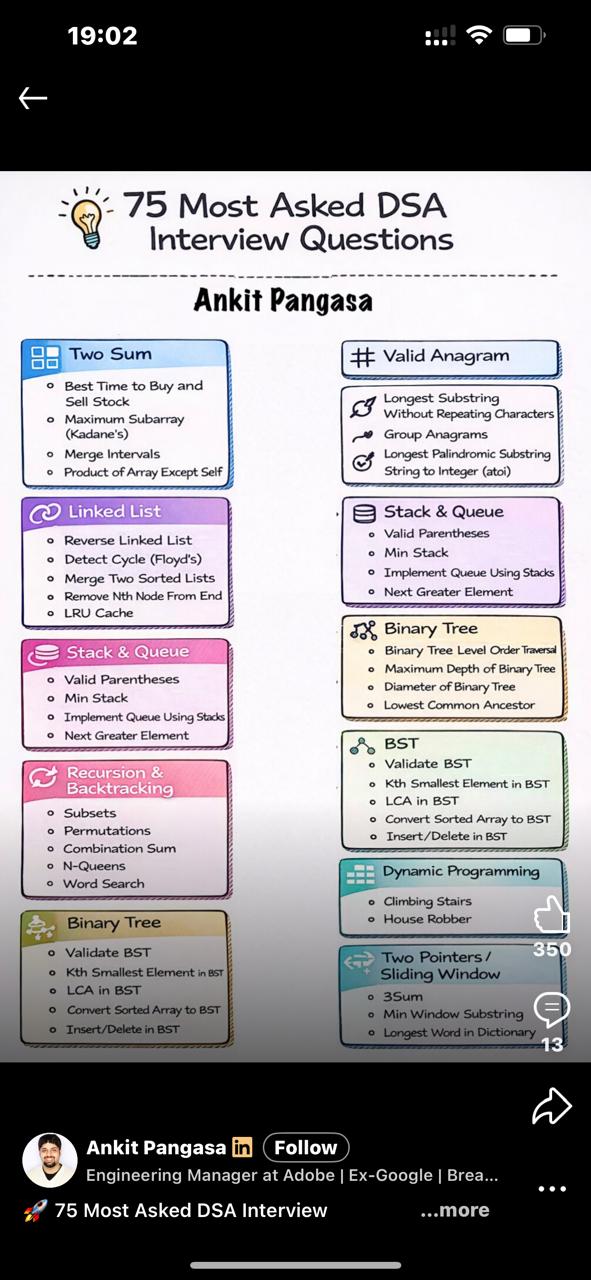 19:02
75 Most Asked DSA
Interview Questions
Ankit Pangasa
Two Sum
Best Time to Buy and
Sell Stock
Maximum Subarray
(Kadane's)
Merge Intervals
Product of Array Except Self
Linked List
Reverse Linked List
Detect Cycle (Floyd's)
Merge Two Sorted Lists
Remove Nth Node From End
LRU Cache
Stack & Queue
Valid Parentheses
Min Stack
Implement Queue Using Stacks
Next Greater Element
Recursion &
Backtracking
Subsets
Permutations
Combination Sum
N-Queens
Word Search
Binary Tree
Validate BST
Kth Smallest Element in BST
LCA in BST
Convert Sorted Array to BST
Insert/Delete in BST
# Valid Anagram
Longest Substring
Without Repeating Characters
Group Anagrams
Longest Palindromic Substring
String to Integer (atoi)
Stack & Queue
Valid Parentheses
Min Stack
Implement Queue Using Stacks
Next Greater Element
Binary Tree
Binary Tree Level Order Traversal
Maximum Depth of Binary Tree
Diameter of Binary Tree
Lowest Common Ancestor
BST
Validate BST
Kth Smallest Element in BST
LCA in BST
Convert Sorted Array to BST
Insert/Delete in BST
Dynamic Programming
Climbing Stairs
House Robber
Two Pointers /
Sliding Window
3Sum
Min Window Substring
Longest Word in Dictionary
350
13
Ankit Pangasa in Follow
Engineering Manager at Adobe | Ex-Google | Brea...
🚀 75 Most Asked DSA Interview ...more